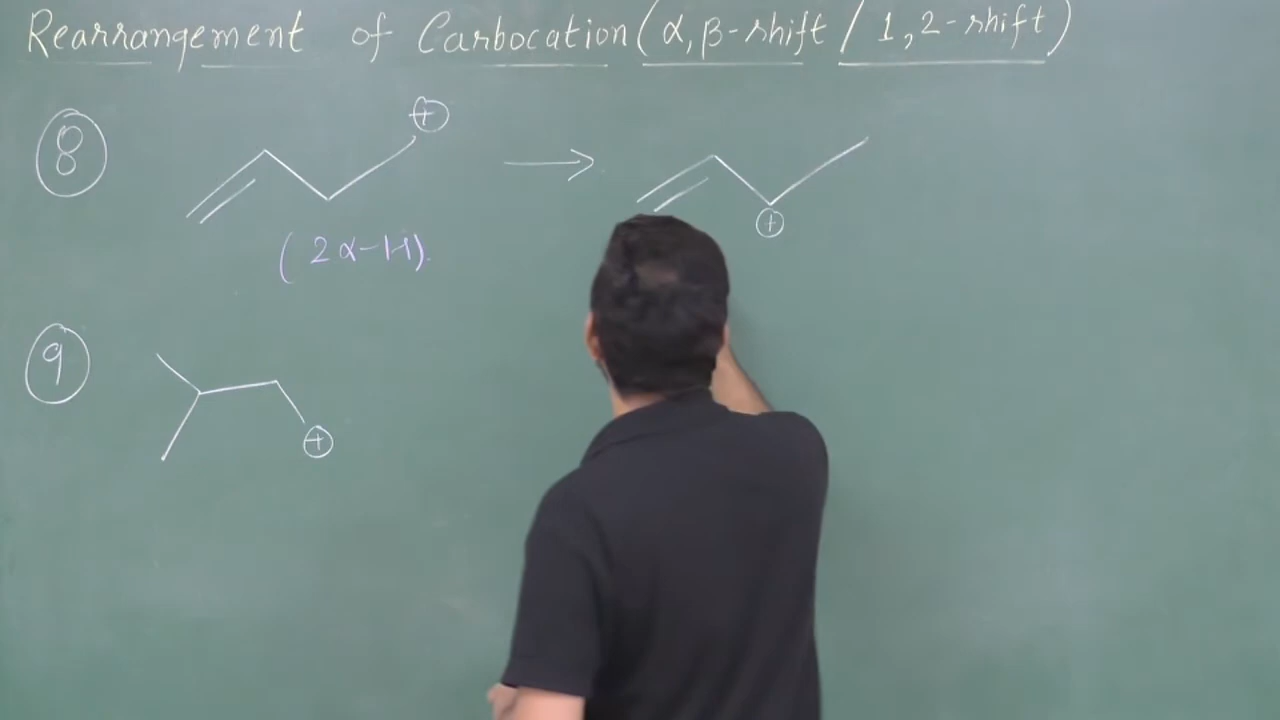 Rearrangement of Carbocation (α,β-shift / 1,2-shift)
8
+
+
(2α-H)
9
+